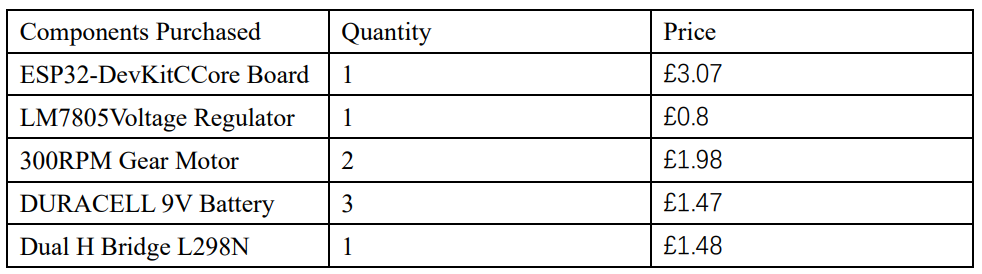 Components Purchased Quantity Price
ESP32-DevKitCCore Board 1 £3.07
LM7805Voltage Regulator 1 £0.8
300RPM Gear Motor 2 £1.98
DURACELL 9V Battery 3 £1.47
Dual H Bridge L298N 1 £1.48